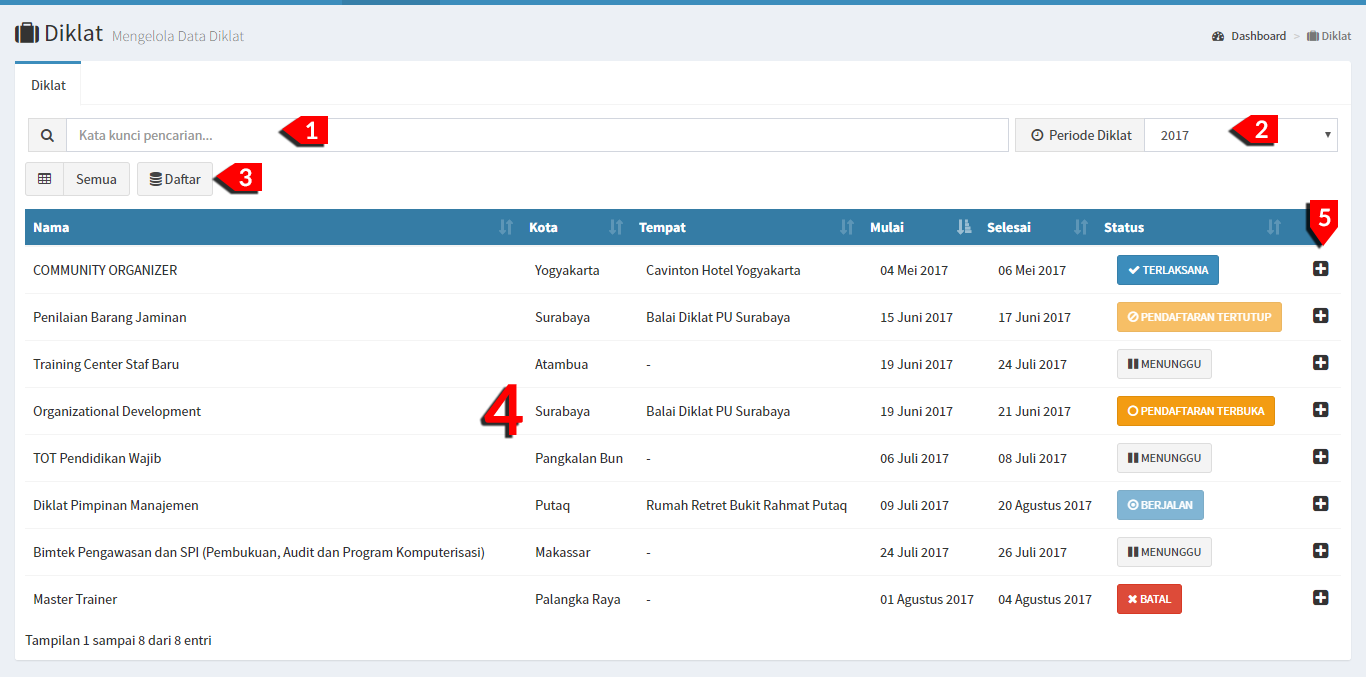 Diklat Mengelola Data Diklat Dashboard > Diklat
Diklat
Kata kunci pencarian... 1 Periode Diklat 2017 2
Semua Daftar 3
Nama Kota Tempat Mulai Selesai Status 5
COMMUNITY ORGANIZER Yogyakarta Cavinton Hotel Yogyakarta 04 Mei 2017 06 Mei 2017 TERLAKSANA
Penilaian Barang Jaminan Surabaya Balai Diklat PU Surabaya 15 Juni 2017 17 Juni 2017 PENDAFTARAN TERTUTUP
Training Center Staf Baru Atambua - 19 Juni 2017 24 Juli 2017 MENUNGGU
Organizational Development 4 Surabaya Balai Diklat PU Surabaya 19 Juni 2017 21 Juni 2017 PENDAFTARAN TERBUKA
TOT Pendidikan Wajib Pangkalan Bun - 06 Juli 2017 08 Juli 2017 MENUNGGU
Diklat Pimpinan Manajemen Putaq Rumah Retret Bukit Rahmat Putaq 09 Juli 2017 20 Agustus 2017 BERJALAN
Bimtek Pengawasan dan SPI (Pembukuan, Audit dan Program Komputerisasi) Makassar - 24 Juli 2017 26 Juli 2017 MENUNGGU
Master Trainer Palangka Raya - 01 Agustus 2017 04 Agustus 2017 BATAL
Tampilan 1 sampai 8 dari 8 entri